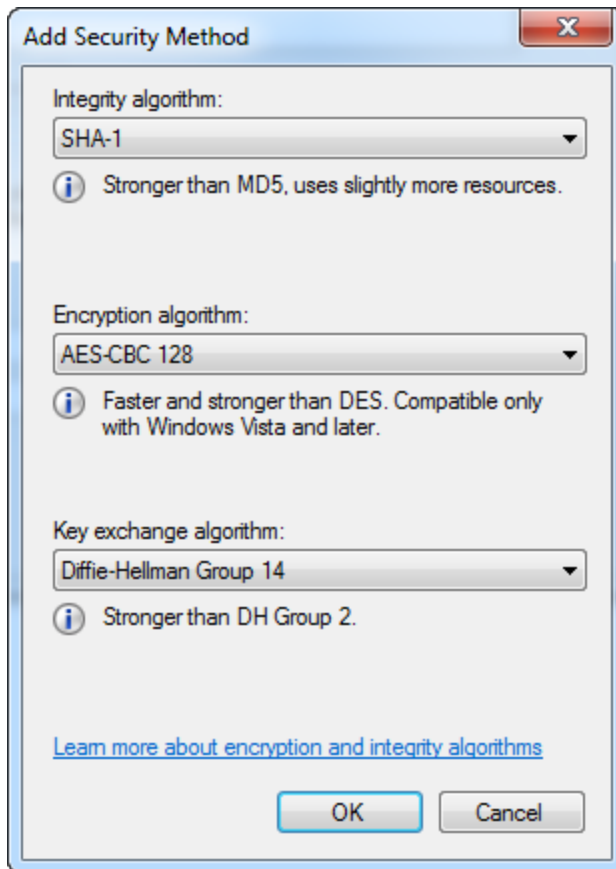 Add Security Method
Integrity algorithm:
SHA-1
Stronger than MD5, uses slightly more resources.
Encryption algorithm:
AES-CBC 128
Faster and stronger than DES. Compatible only
with Windows Vista and later.
Key exchange algorithm:
Diffie-Hellman Group 14
Stronger than DH Group 2.
Learn more about encryption and integrity algorithms
OK Cancel